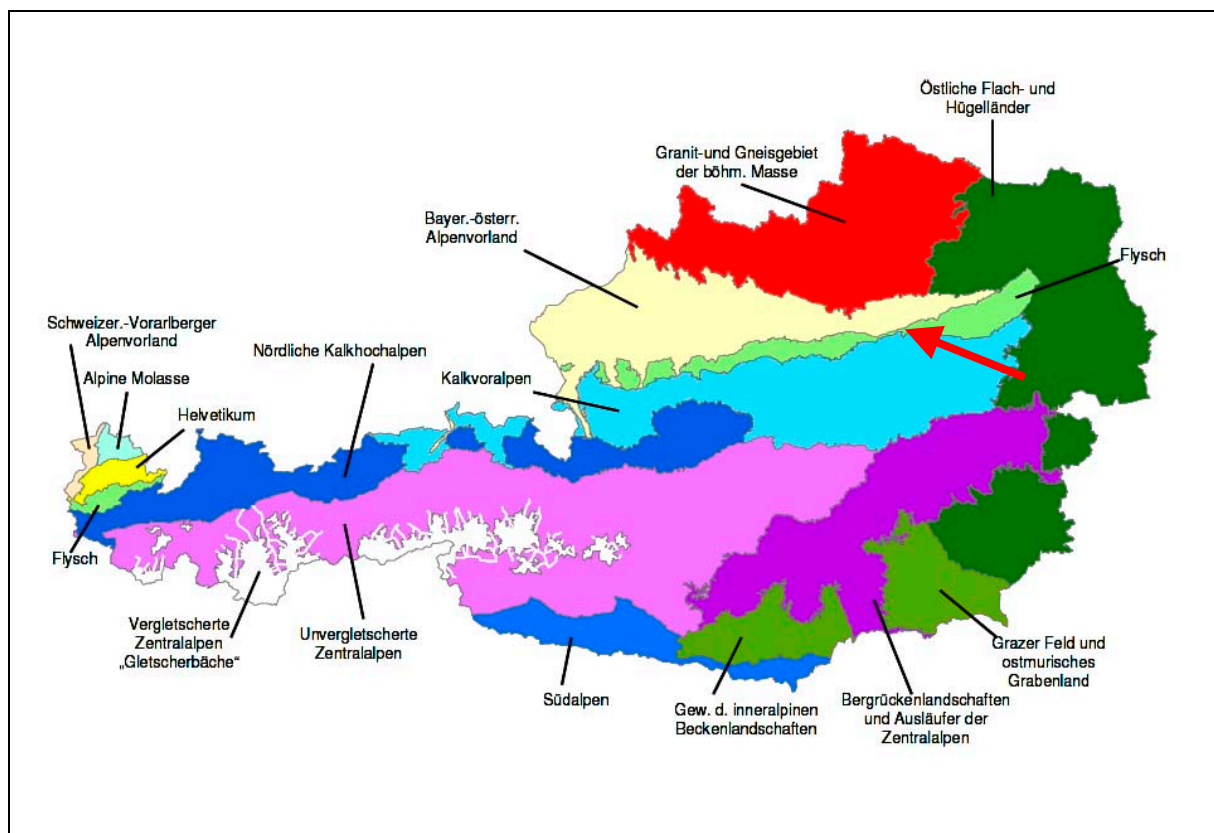 Östliche Flach- und
Hügelländer
Granit-und Gneisgebiet
der böhm. Masse
Bayer.-österr.
Alpenvorland
Flysch
Schweizer.-Vorarlberger
Alpenvorland
Nördliche Kalkhochalpen
Alpine Molasse
Kalkvoralpen
Helvetikum
Flysch
Vergletscherte
Zentralalpen
„Gletscherbäche“
Unvergletscherte
Zentralalpen
Südalpen
Gew. d. inneralpinen
Beckenlandschaften
Bergrückenlandschaften
und Ausläufer der
Zentralalpen
Grazer Feld und
ostmurisches
Grabenland